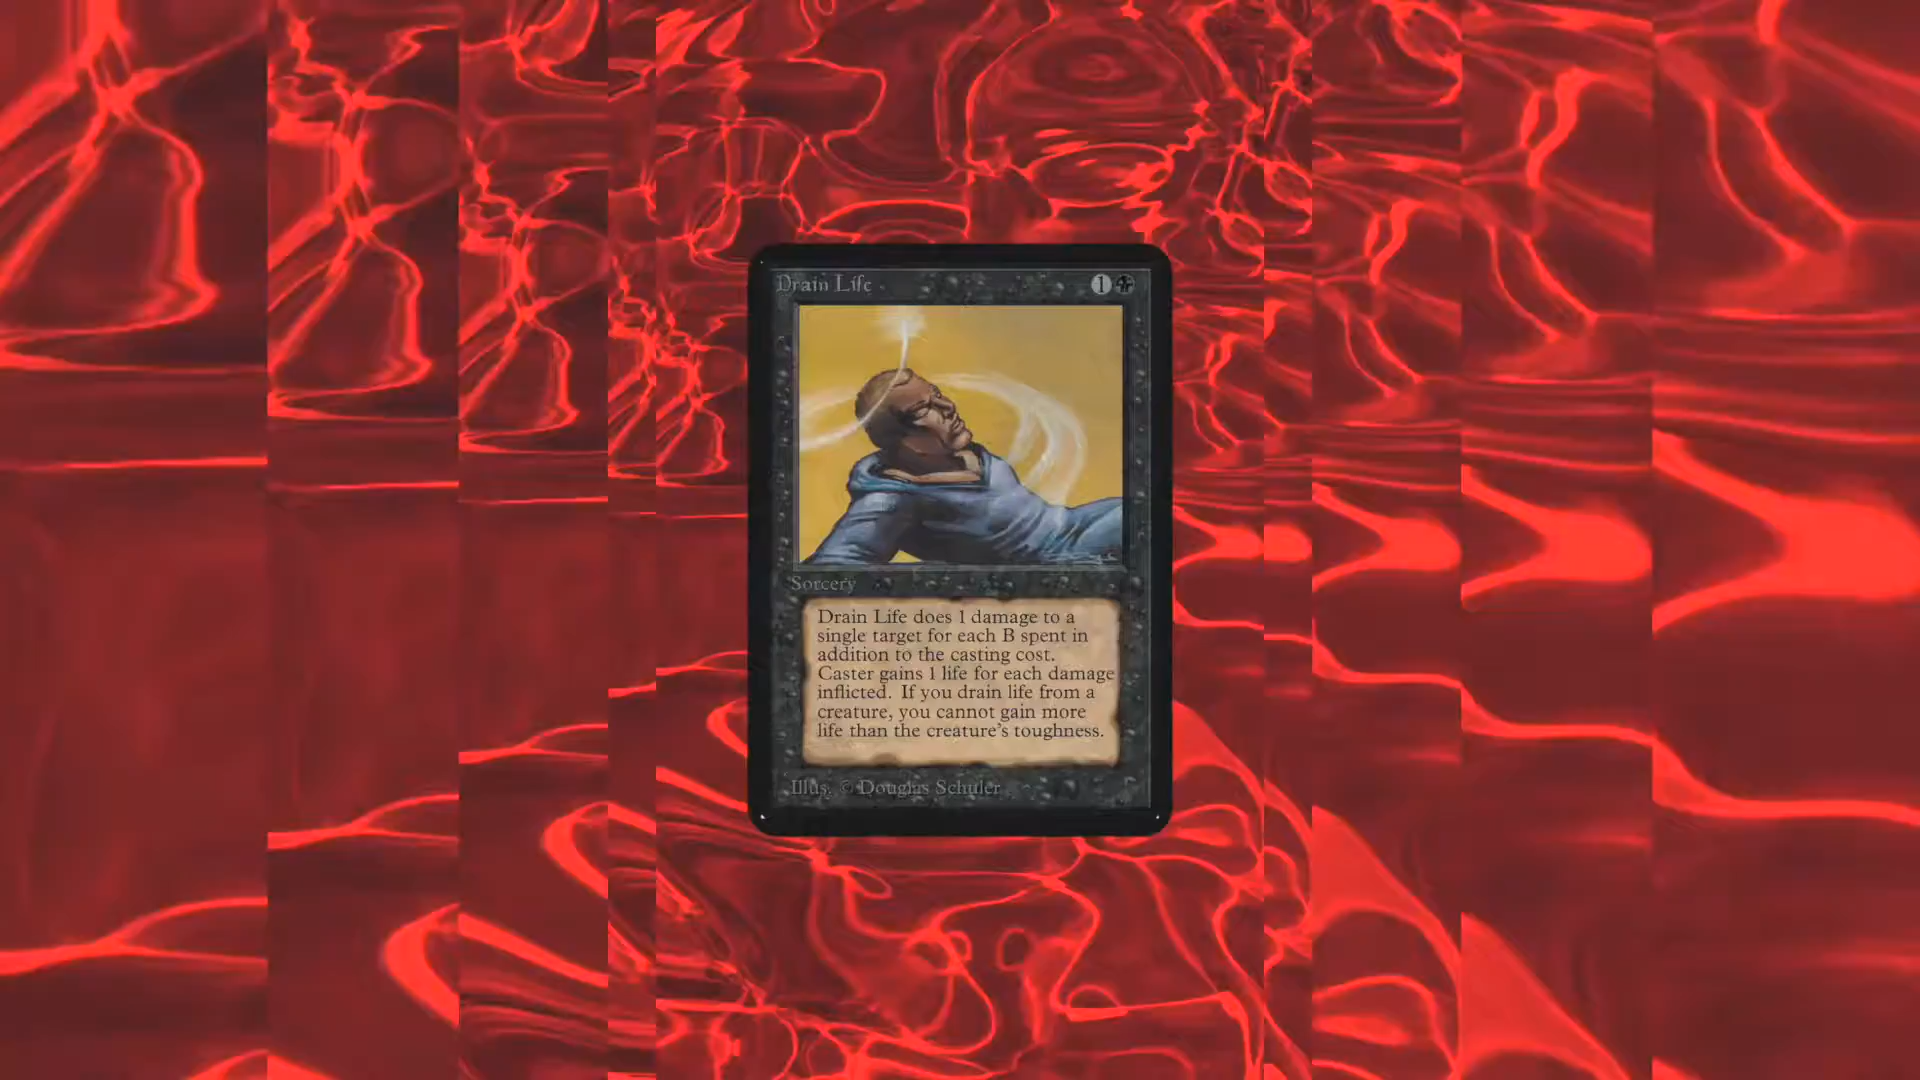 Drain Life
1
Sorcery
Drain Life does 1 damage to a
single target for each B spent in
addition to the casting cost.
Caster gains 1 life for each damage
inflicted. If you drain life from a
creature, you cannot gain more
life than the creature's toughness.
Illus. © Douglas Schuler